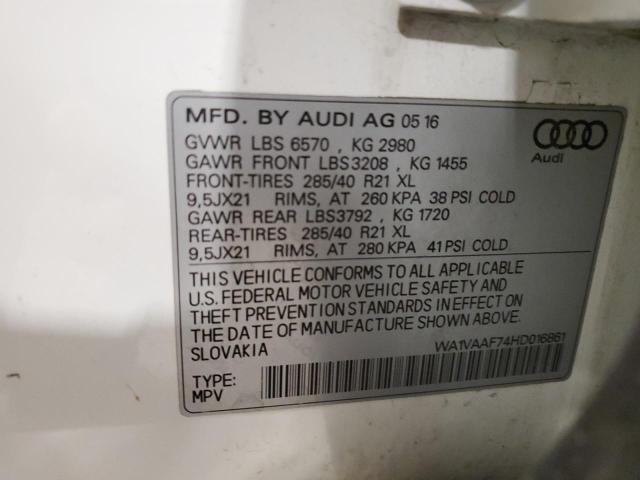 MFD. BY AUDI AG 05 16
GVWR LBS 6570 , KG 2980
GAWR FRONT LBS3208 , KG 1455
FRONT-TIRES 285/40 R21 XL
9,5JX21 RIMS, AT 260 KPA 38 PSI COLD
GAWR REAR LBS3792 , KG 1720
REAR-TIRES 285/40 R21 XL
9,5JX21 RIMS, AT 280 KPA 41 PSI COLD
Audi
THIS VEHICLE CONFORMS TO ALL APPLICABLE
U.S. FEDERAL MOTOR VEHICLE SAFETY AND
THEFT PREVENTION STANDARDS IN EFFECT ON
THE DATE OF MANUFACTURE SHOWN ABOVE.
SLOVAKIA
WA1VAAF74HD016861
TYPE:
MPV